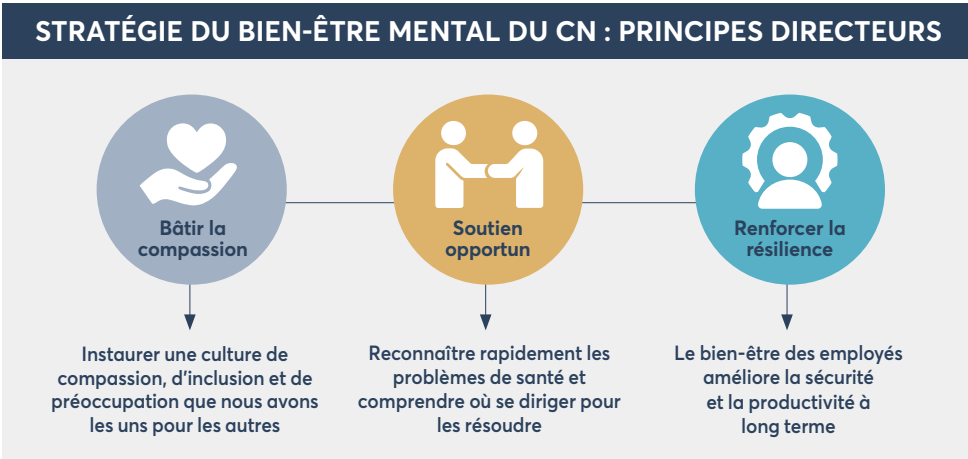 STRATÉGIE DU BIEN-ÊTRE MENTAL DU CN : PRINCIPES DIRECTEURS
Bâtir la
compassion
Instaurer une culture de
compassion, d’inclusion et de
préoccupation que nous avons
les uns pour les autres
Soutien
opportun
Reconnaître rapidement les
problèmes de santé et
comprendre où se diriger pour
les résoudre
Renforcer la
résilience
Le bien-être des employés
améliore la sécurité
et la productivité à
long terme